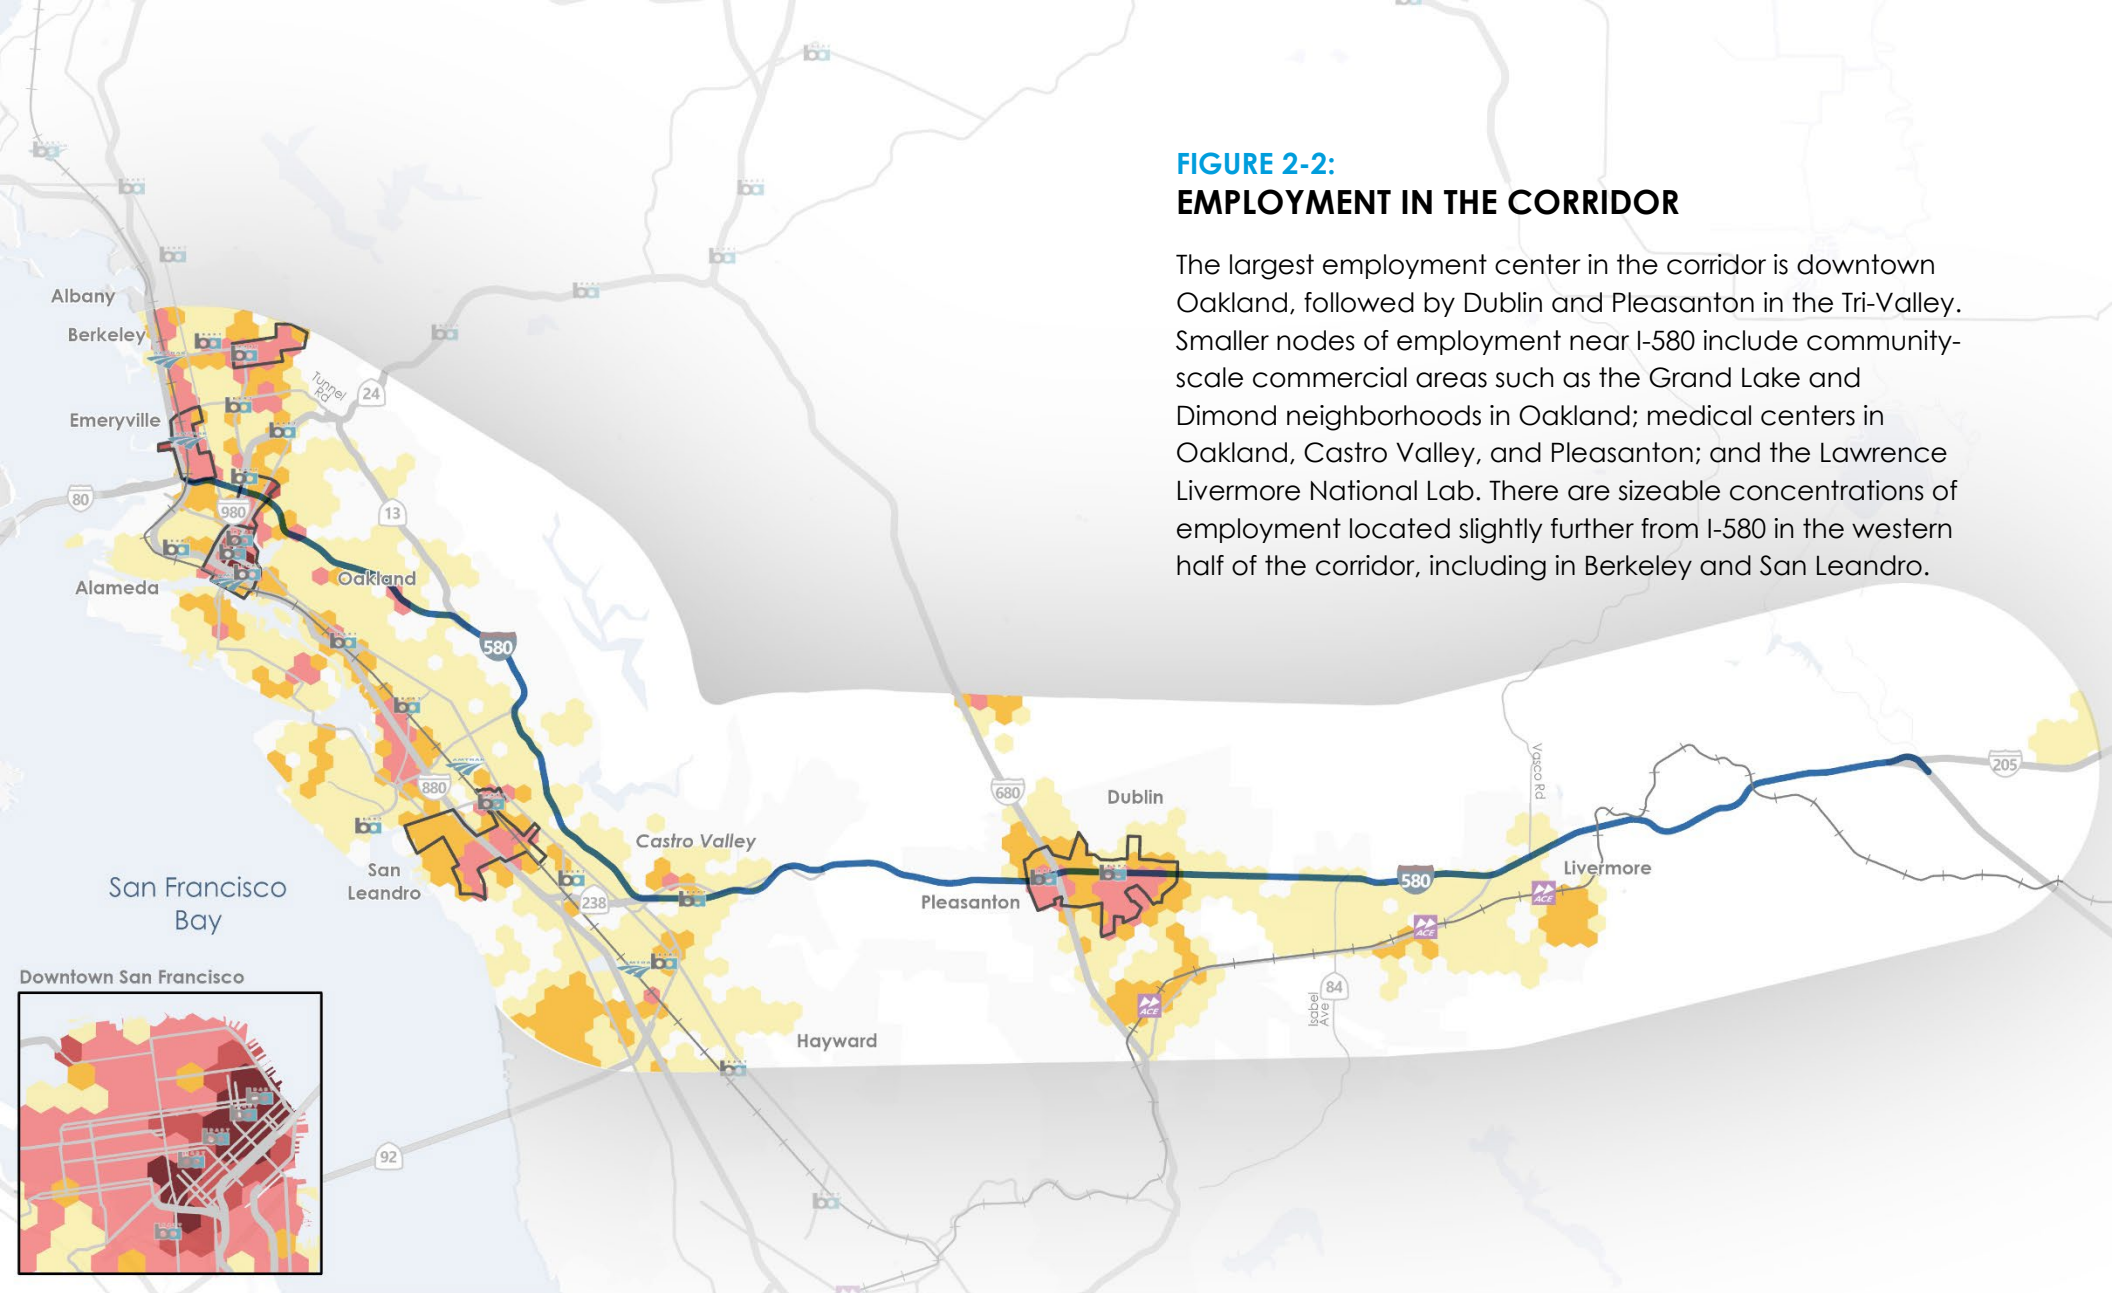 FIGURE 2-2:
EMPLOYMENT IN THE CORRIDOR
The largest employment center in the corridor is downtown
Oakland, followed by Dublin and Pleasanton in the Tri-Valley.
Smaller nodes of employment near I-580 include community-
scale commercial areas such as the Grand Lake and
Dimond neighborhoods in Oakland; medical centers in
Oakland, Castro Valley, and Pleasanton; and the Lawrence
Livermore National Lab. There are sizeable concentrations of
employment located slightly further from I-580 in the western
half of the corridor, including in Berkeley and San Leandro.
Albany
Berkeley
Tunnel
Rd
24
Emeryville
80
980
13
Alameda
Oakland
580
880
680
Dublin
Vasco Rd
205
Castro Valley
San
Leandro
238
Pleasanton
580
Livermore
ACE
ACE
ACE
84
Isabel
Ave
San Francisco
Bay
Hayward
92
Downtown San Francisco